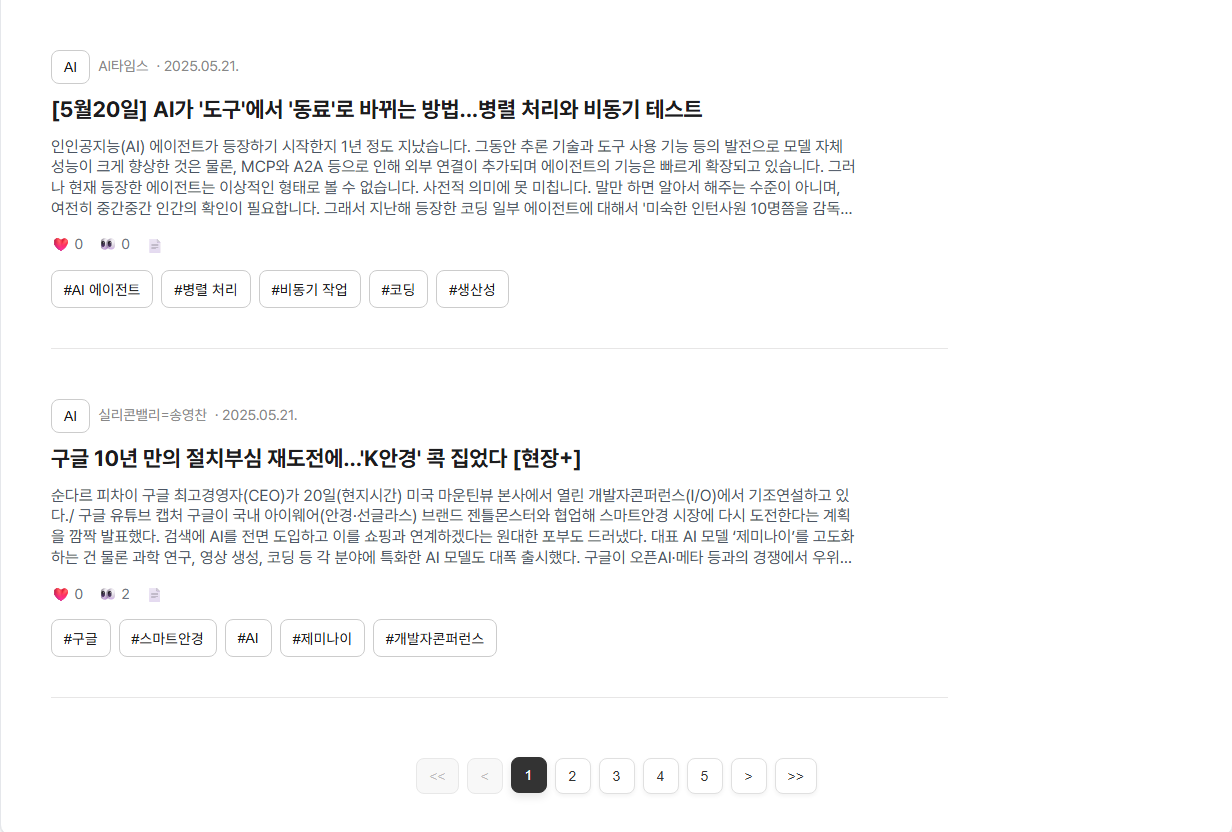 AI AI타임스 · 2025.05.21.
[5월20일] AI가 '도구'에서 '동료'로 바뀌는 방법...병렬 처리와 비동기 테스트
인인공지능(AI) 에이전트가 등장하기 시작한지 1년 정도 지났습니다. 그동안 추론 기술과 도구 사용 기능 등의 발전으로 모델 자체
성능이 크게 향상한 것은 물론, MCP와 A2A 등으로 인해 외부 연결이 추가되며 에이전트의 기능은 빠르게 확장되고 있습니다. 그러
나 현재 등장한 에이전트는 이상적인 형태로 볼 수 없습니다. 사전적 의미에 못 미칩니다. 말만 하면 알아서 해주는 수준이 아니며,
여전히 중간중간 인간의 확인이 필요합니다. 그래서 지난해 등장한 코딩 일부 에이전트에 대해서 '미숙한 인턴사원 10명쯤을 감독...
0 0
#AI 에이전트 #병렬 처리 #비동기 작업 #코딩 #생산성
AI 실리콘밸리=송영찬 · 2025.05.21.
구글 10년 만의 절치부심 재도전에...'K안경' 콕 집었다 [현장+]
순다르 피차이 구글 최고경영자(CEO)가 20일(현지시간) 미국 마운틴뷰 본사에서 열린 개발자콘퍼런스(I/O)에서 기조연설하고 있
다./ 구글 유튜브 캡처 구글이 국내 아이웨어(안경·선글라스) 브랜드 젠틀몬스터와 협업해 스마트안경 시장에 다시 도전한다는 계획
을 깜짝 발표했다. 검색에 AI를 전면 도입하고 이를 쇼핑과 연계하겠다는 원대한 포부도 드러냈다. 대표 AI 모델 ‘제미나이’를 고도화
하는 건 물론 과학 연구, 영상 생성, 코딩 등 각 분야에 특화한 AI 모델도 대폭 출시했다. 구글이 오픈AI·메타 등과의 경쟁에서 우위...
0 2
#구글 #스마트안경 #AI #제미나이 #개발자콘퍼런스
<< < 1 2 3 4 5 > >>